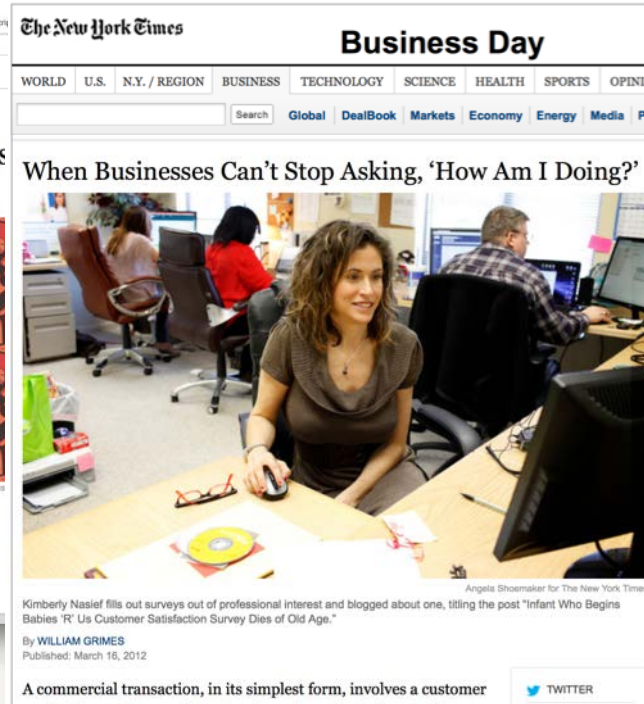 The New York Times
Business Day
WORLD U.S. N.Y. / REGION BUSINESS TECHNOLOGY SCIENCE HEALTH SPORTS
Search Global DealBook Markets Economy Energy Media
When Businesses Can’t Stop Asking, ‘How Am I Doing?’
Angela Shoemaker for The New York
Kimberly Nasief fills out surveys out of professional interest and blogged about one, titling the post "Infant Who Begins
Babies 'R' Us Customer Satisfaction Survey Dies of Old Age."
By WILLIAM GRIMES
Published: March 16, 2012
A commercial transaction, in its simplest form, involves a customer
TWITTER